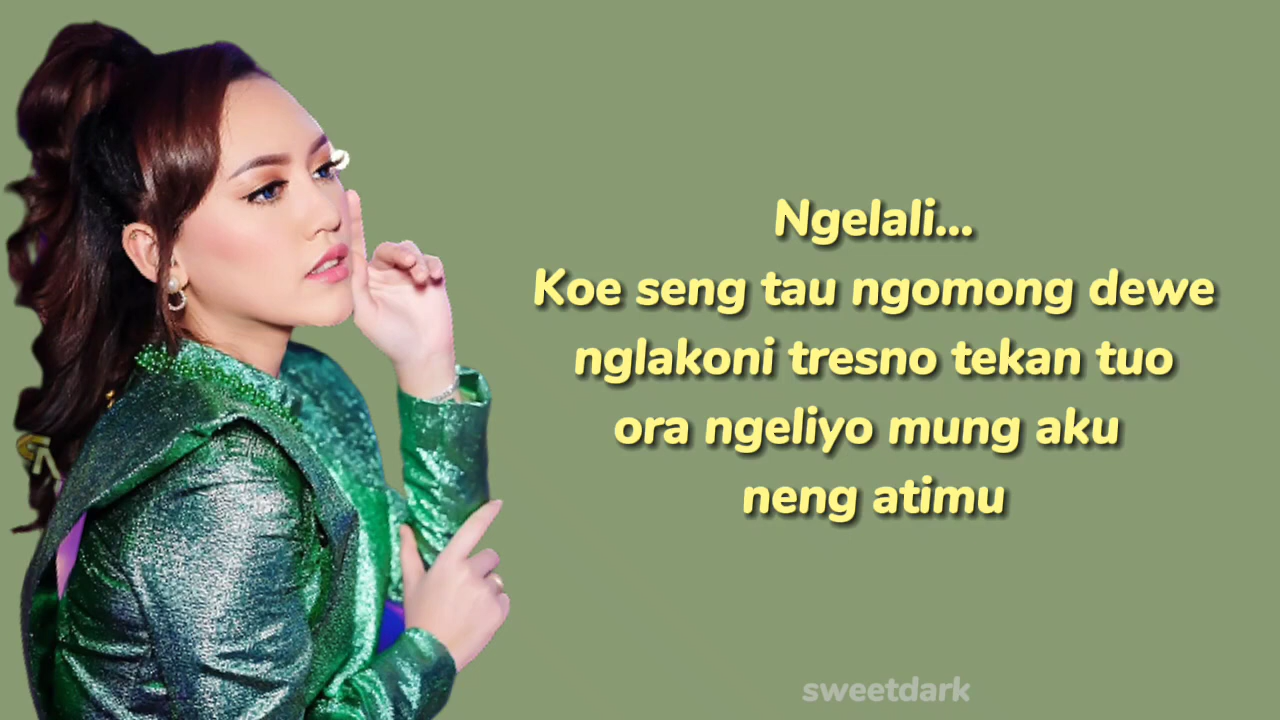 Ngelali...
Koe seng tau ngomong dewe
nglakoni tresno tekan tuo
ora ngeliyo mung aku
neng atimu
sweetdark